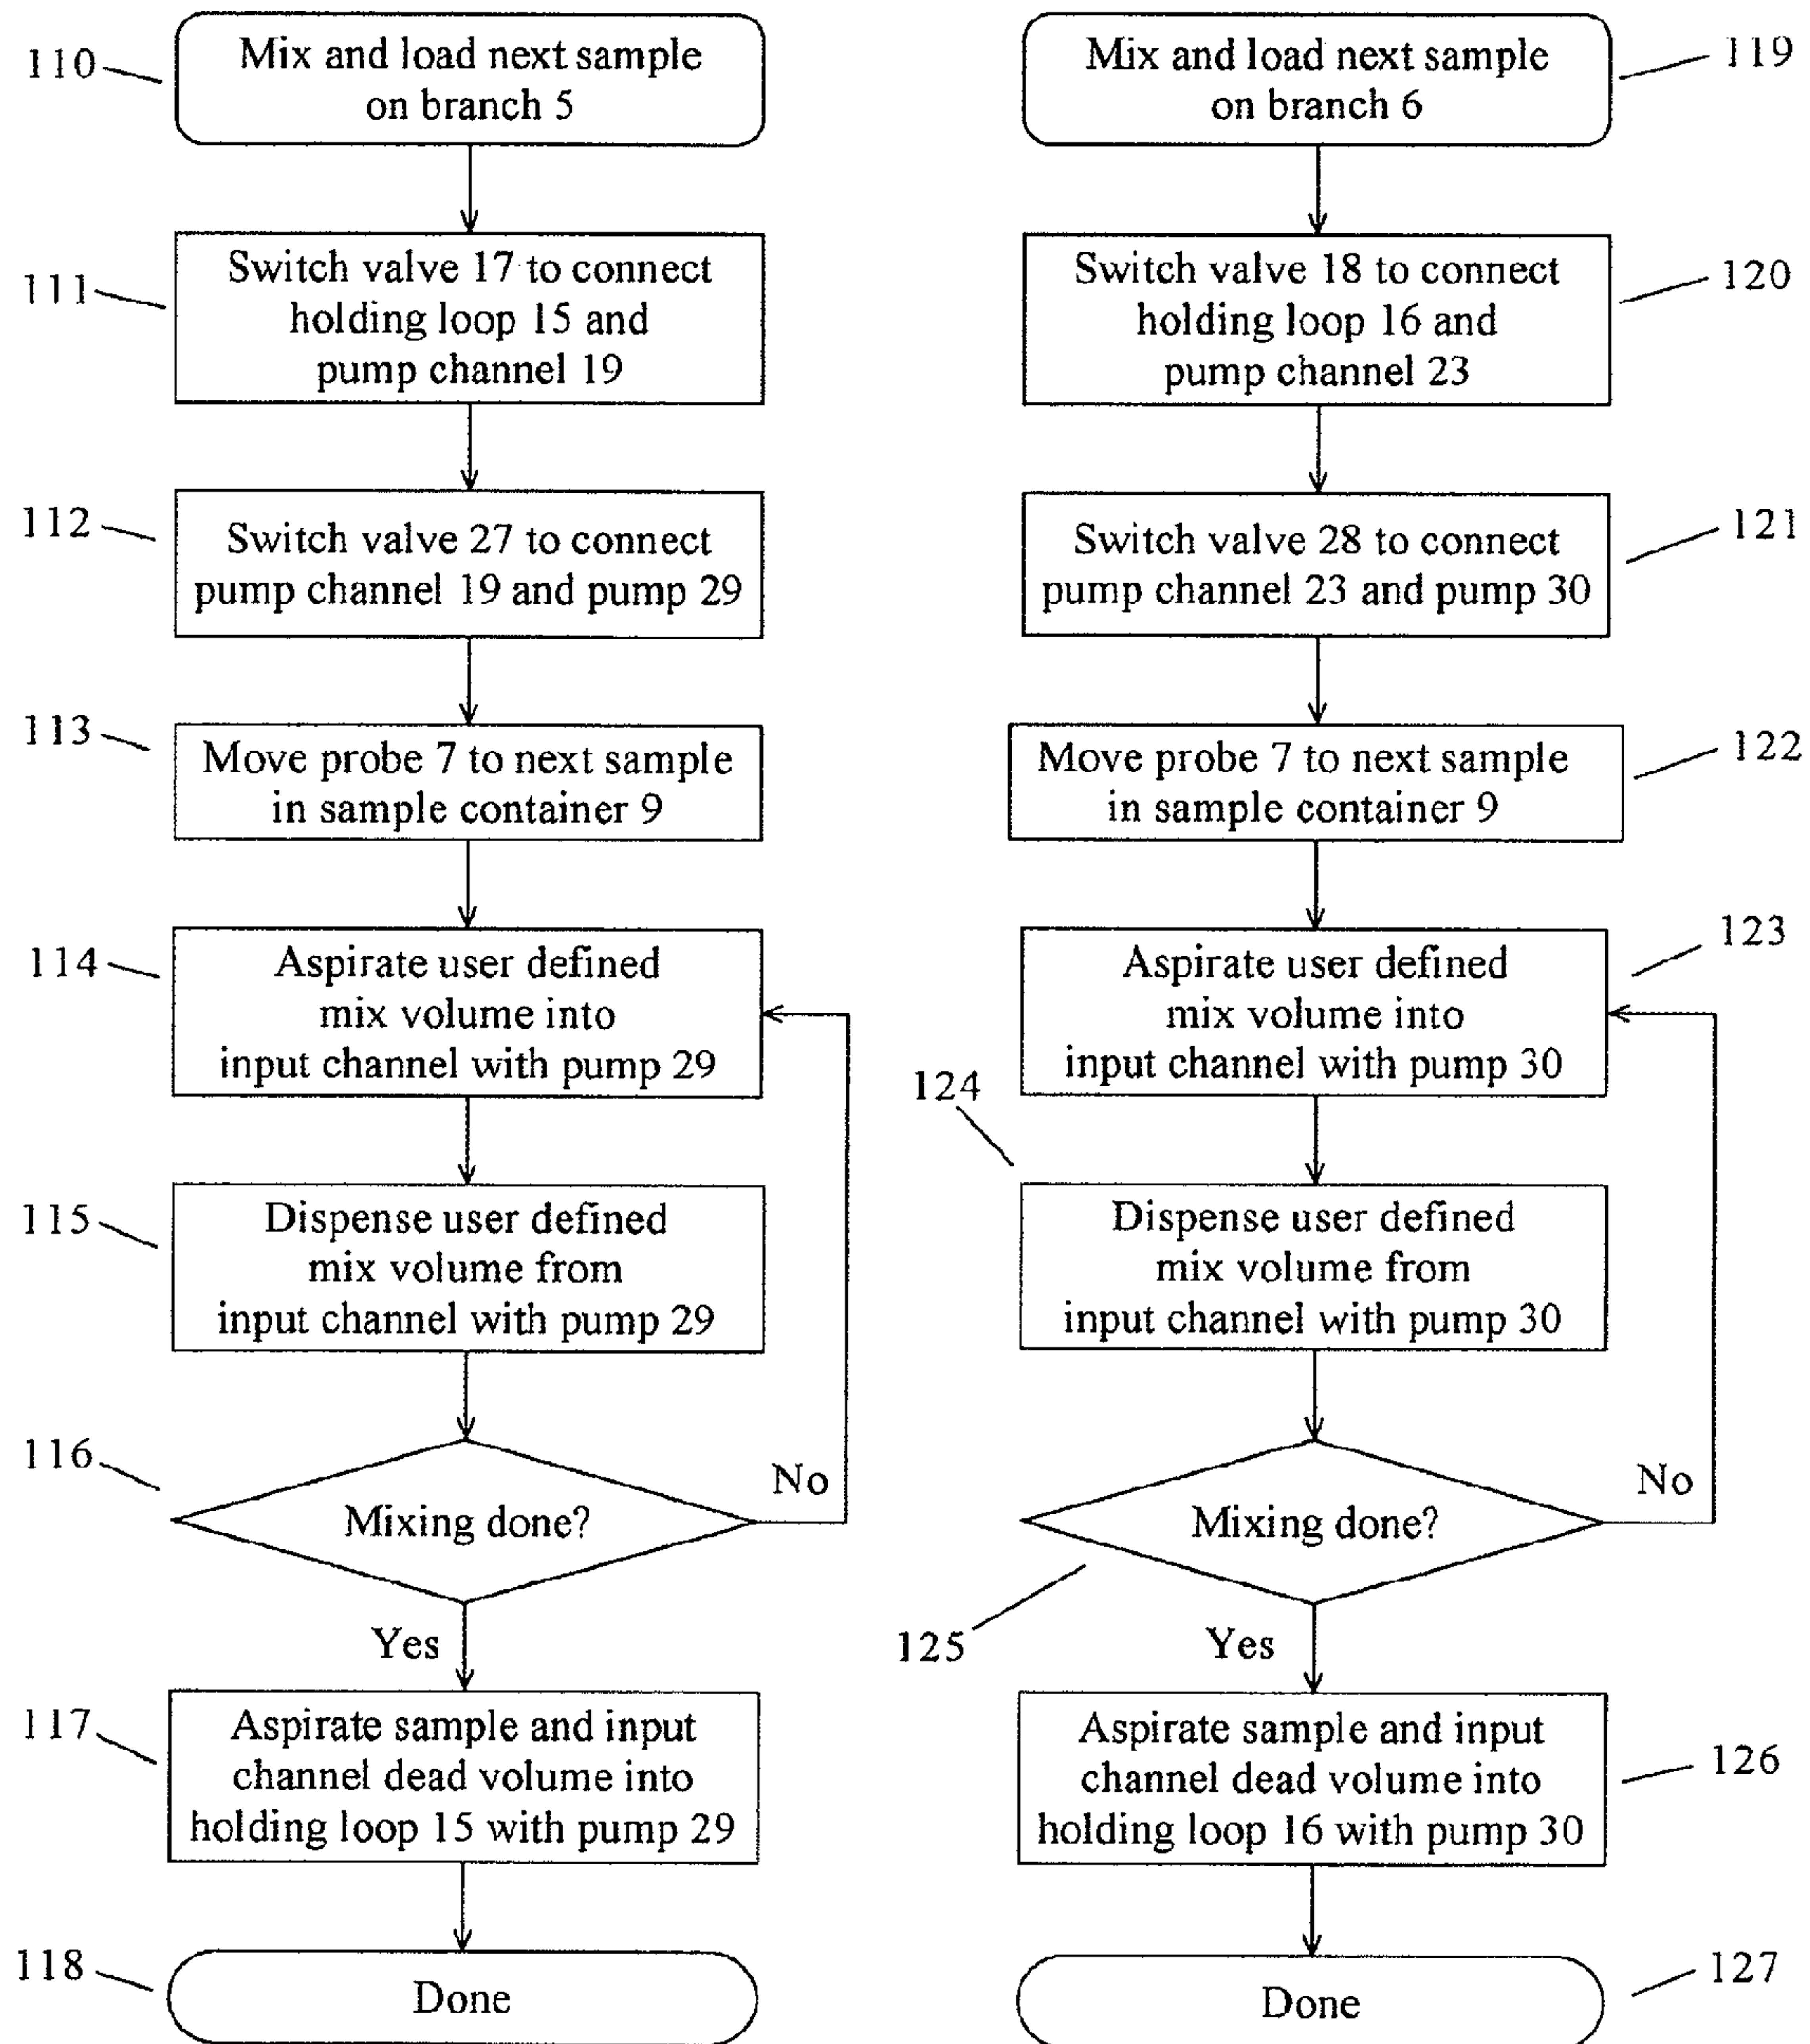 110
Mix and load next sample
on branch 5
111
Switch valve 17 to connect
holding loop 15 and
pump channel 19
112
Switch valve 27 to connect
pump channel 19 and pump 29
113
Move probe 7 to next sample
in sample container 9
114
Aspirate user defined
mix volume into
input channel with pump 29
115
Dispense user defined
mix volume from
input channel with pump 29
116
Mixing done?
No
Yes
117
Aspirate sample and input
channel dead volume into
holding loop 15 with pump 29
118
Done
Mix and load next sample
on branch 6
119
Switch valve 18 to connect
holding loop 16 and
pump channel 23
120
Switch valve 28 to connect
pump channel 23 and pump 30
121
Move probe 7 to next sample
in sample container 9
122
Aspirate user defined
mix volume into
input channel with pump 30
123
124
Dispense user defined
mix volume from
input channel with pump 30
Mixing done?
No
125
Yes
Aspirate sample and input
channel dead volume into
holding loop 16 with pump 30
126
Done
127